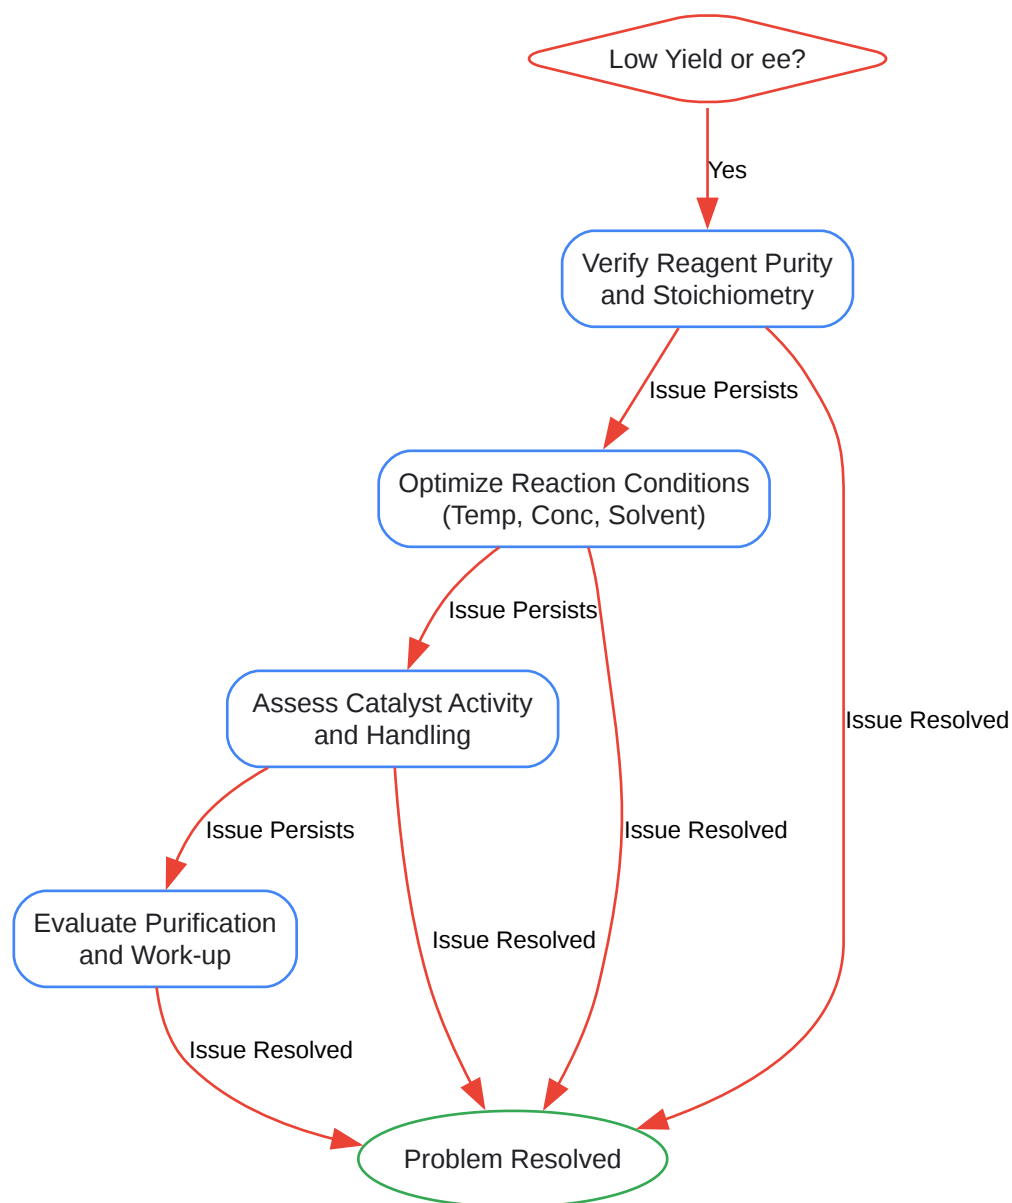 Low Yield or ee?
Yes
Verify Reagent Purity
and Stoichiometry
Issue Persists
Optimize Reaction Conditions
(Temp, Conc, Solvent)
Issue Persists
Assess Catalyst Activity
and Handling
Issue Resolved
Issue Persists
Issue Resolved
Evaluate Purification
and Work-up
Issue Resolved
Issue Resolved
Problem Resolved